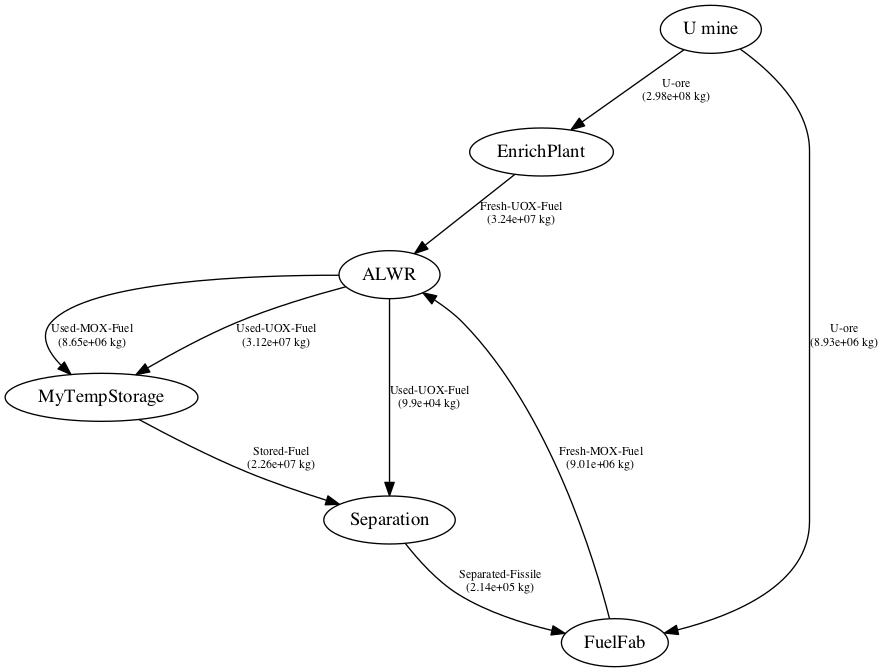 U mine
U-ore
(2.98e+08 kg)
EnrichPlant
Fresh-UOX-Fuel
(3.24e+07 kg)
ALWR
Used-MOX-Fuel
(8.65e+06 kg)
Used-UOX-Fuel
(3.12e+07 kg)
U-ore
(8.93e+06 kg)
MyTempStorage
Used-UOX-Fuel
(9.9e+04 kg)
Stored-Fuel
(2.26e+07 kg)
Fresh-MOX-Fuel
(9.01e+06 kg)
Separation
Separated-Fissile
(2.14e+05 kg)
FuelFab